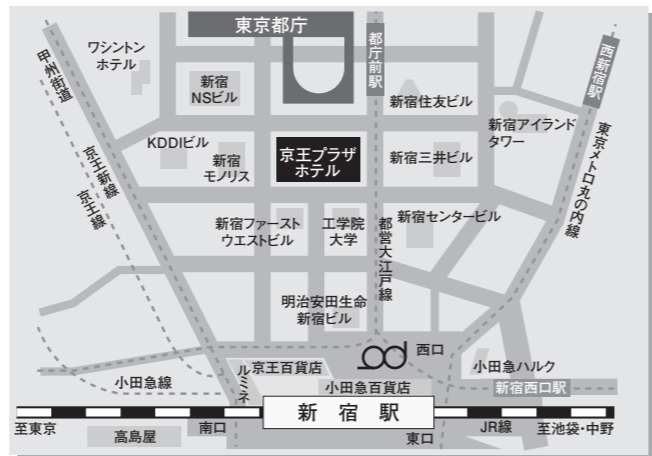 東京都庁
ワシントン
ホテル
甲州街道
新宿
NSビル
都庁前駅
西新宿駅
新宿住友ビル
新宿アイランド
タワー
KDDIビル
新宿
モノリス
京王プラザ
ホテル
新宿三井ビル
東京メトロ丸の内線
京王新線
京王線
新宿ファースト
ウエストビル
工学院
大学
都営大江戸線
新宿センタービル
明治安田生命
新宿ビル
西口
京王百貨店
ルミネ
小田急ハルク
小田急線
小田急百貨店
新宿西口駅
新宿駅
至東京
高島屋
南口
東口
JR線
至池袋・中野